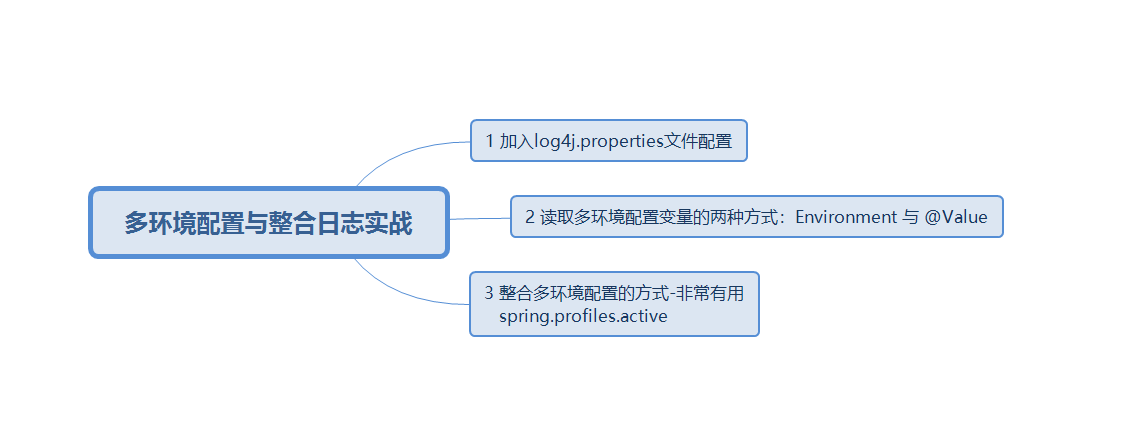 多环境配置与整合日志实战
1 加入log4j.properties文件配置
2 读取多环境配置变量的两种方式：Environment 与 @Value
3 整合多环境配置的方式-非常有用
spring.profiles.active